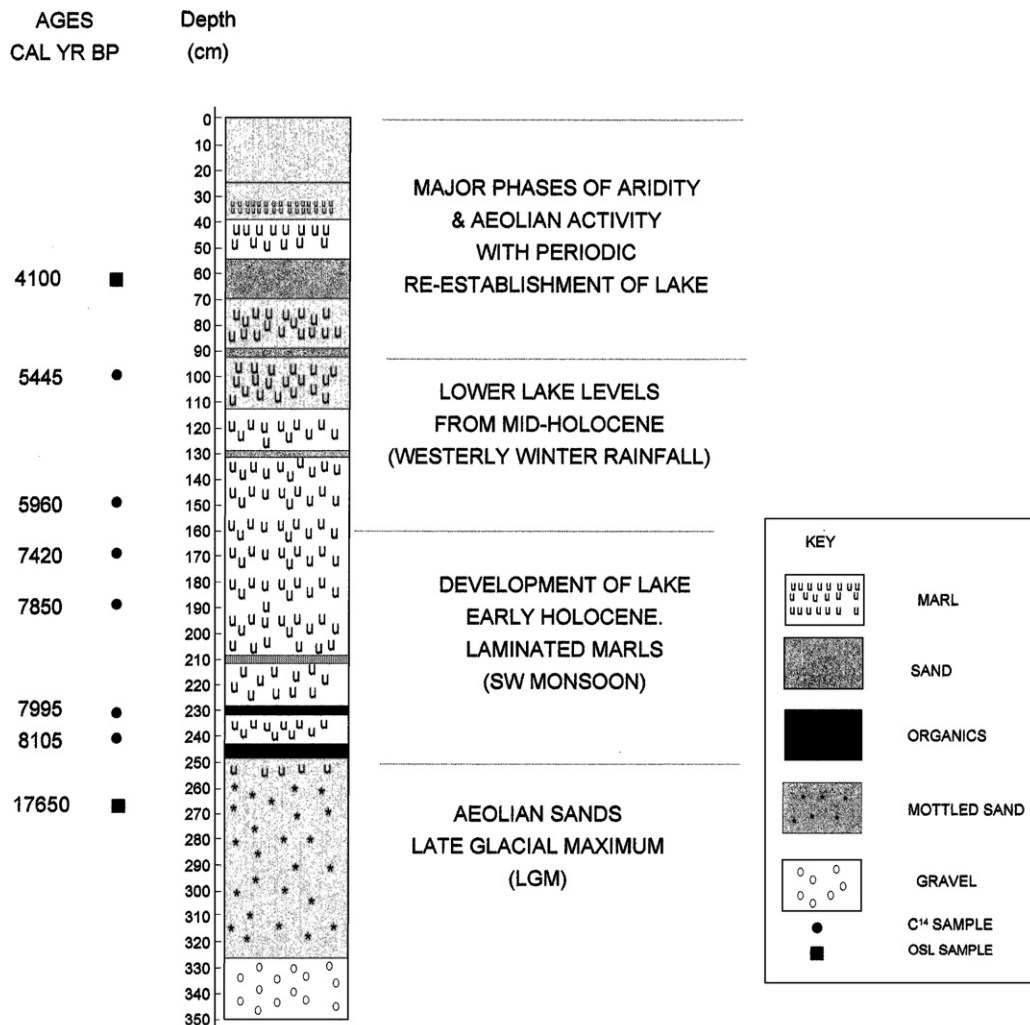 AGES
CAL YR BP
Depth
(cm)
0
10
20
30
40
50
60
70
80
90
100
110
120
130
140
150
160
170
180
190
200
210
220
230
240
250
260
270
280
290
300
310
320
330
340
350
4100
5445
5960
7420
7850
7995
8105
17650
MAJOR PHASES OF ARIDITY
& AEOLIAN ACTIVITY
WITH PERIODIC
RE-ESTABLISHMENT OF LAKE
LOWER LAKE LEVELS
FROM MID-HOLOCENE
(WESTERLY WINTER RAINFALL)
DEVELOPMENT OF LAKE
EARLY HOLOCENE.
LAMINATED MARLS
(SW MONSOON)
AEOLIAN SANDS
LATE GLACIAL MAXIMUM
(LGM)
KEY
MARL
SAND
ORGANICS
MOTTLED SAND
GRAVEL
C¹⁴ SAMPLE
OSL SAMPLE